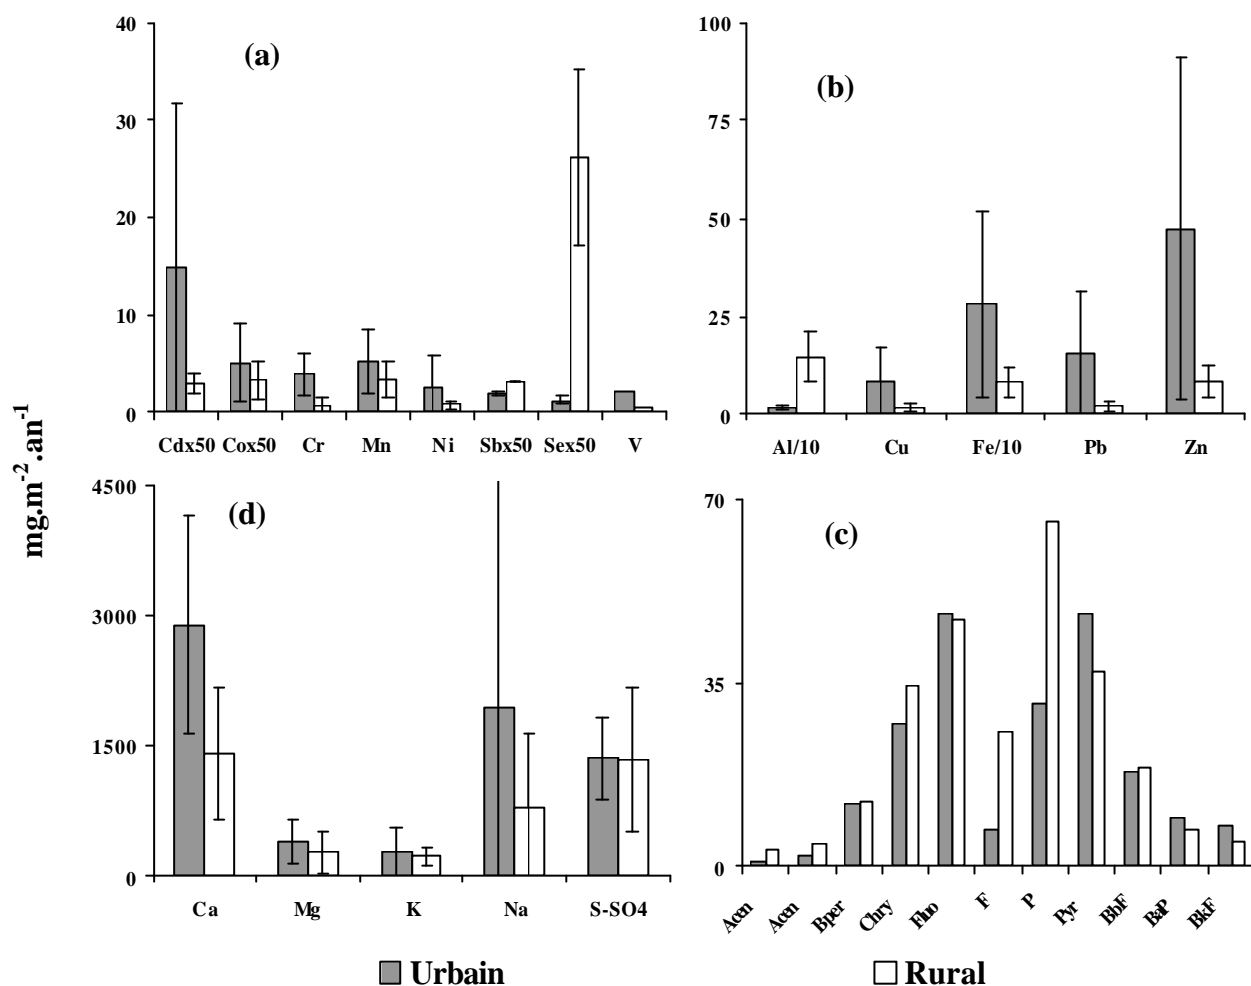 mg.m⁻².an⁻¹
(a)
40
30
20
10
0
Cdx50 Cox50 Cr Mn Ni Sbx50 Sex50 V
(b)
100
75
50
25
0
Al/10 Cu Fe/10 Pb Zn
(d)
4500
3000
1500
0
Ca Mg K Na S-SO4
(c)
70
35
0
Acen Acen Bper Chry Fluo F P Pyr BbF BaP BkF
Urbain Rural